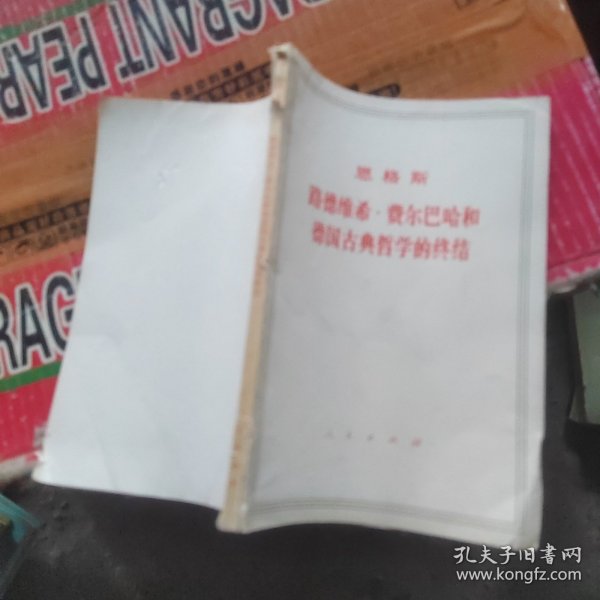 FRAGRANT PEAR
RAG
恩格斯
路德维希·费尔巴哈和
德国古典哲学的终结
人民出版社
孔夫子旧书网
www.kongfz.com